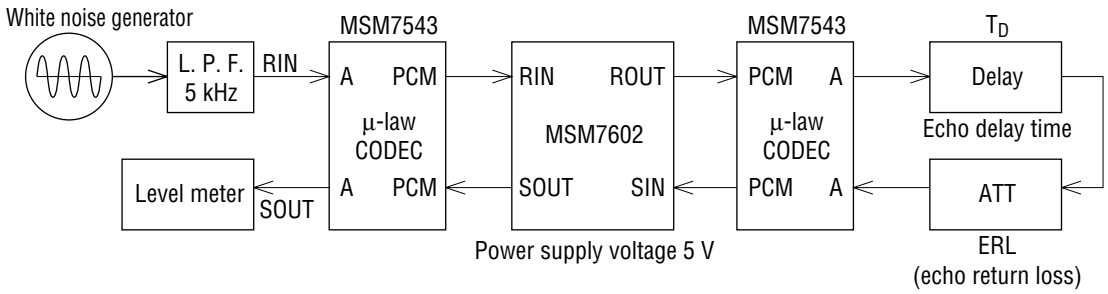 White noise generator
L. P. F.
5 kHz
RIN
MSM7543
A PCM
μ-law
CODEC
A PCM
RIN ROUT
MSM7602
SOUT SIN
Power supply voltage 5 V
MSM7543
PCM A
μ-law
CODEC
PCM A
TD
Delay
Echo delay time
ATT
ERL
(echo return loss)
Level meter
SOUT